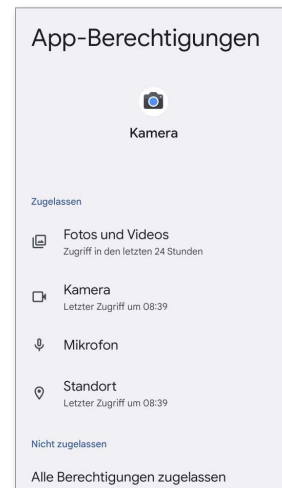 App-Berechtigungen
Kamera
Zugelassen
Fotos und Videos
Zugriff in den letzten 24 Stunden
Kamera
Letzter Zugriff um 08:39
Mikrofon
Standort
Letzter Zugriff um 08:39
Nicht zugelassen
Alle Berechtigungen zugelassen